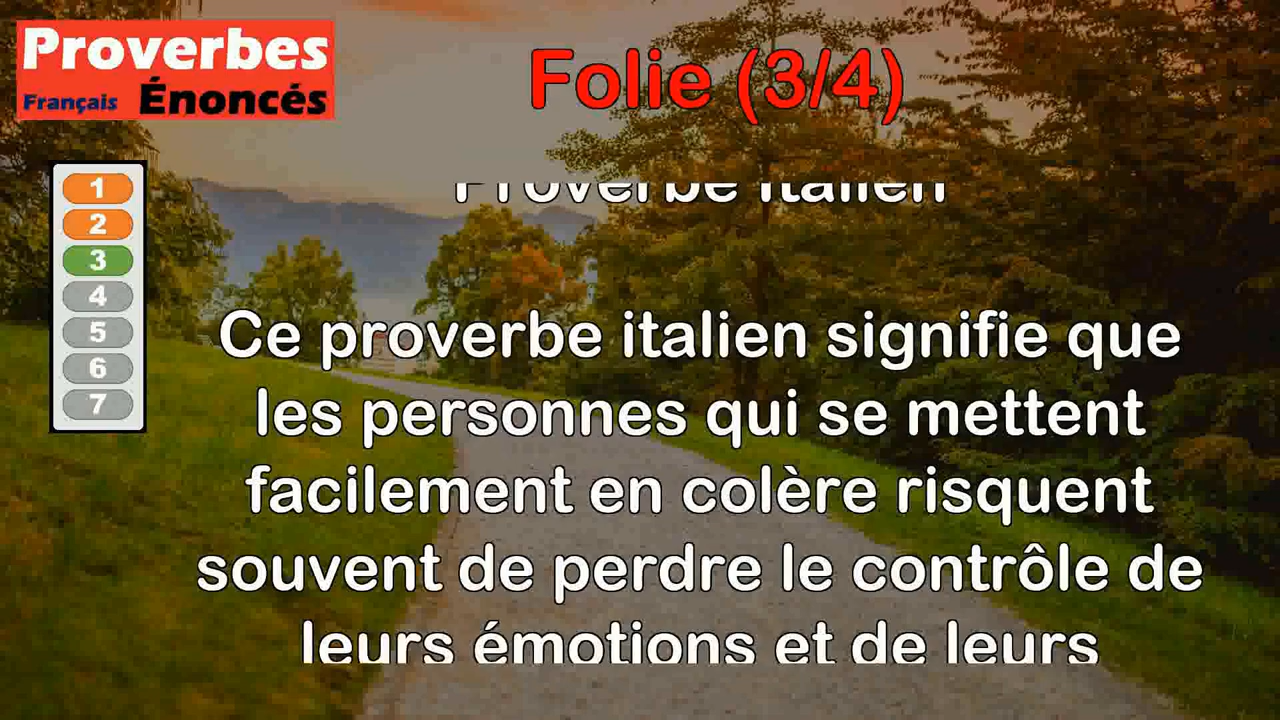 Proverbes
Français Énoncés
Folie (3/4)
1
2
3
4
5
6
7
Proverbe italien
Ce proverbe italien signifie que
les personnes qui se mettent
facilement en colère risquent
souvent de perdre le contrôle de
leurs émotions et de leurs